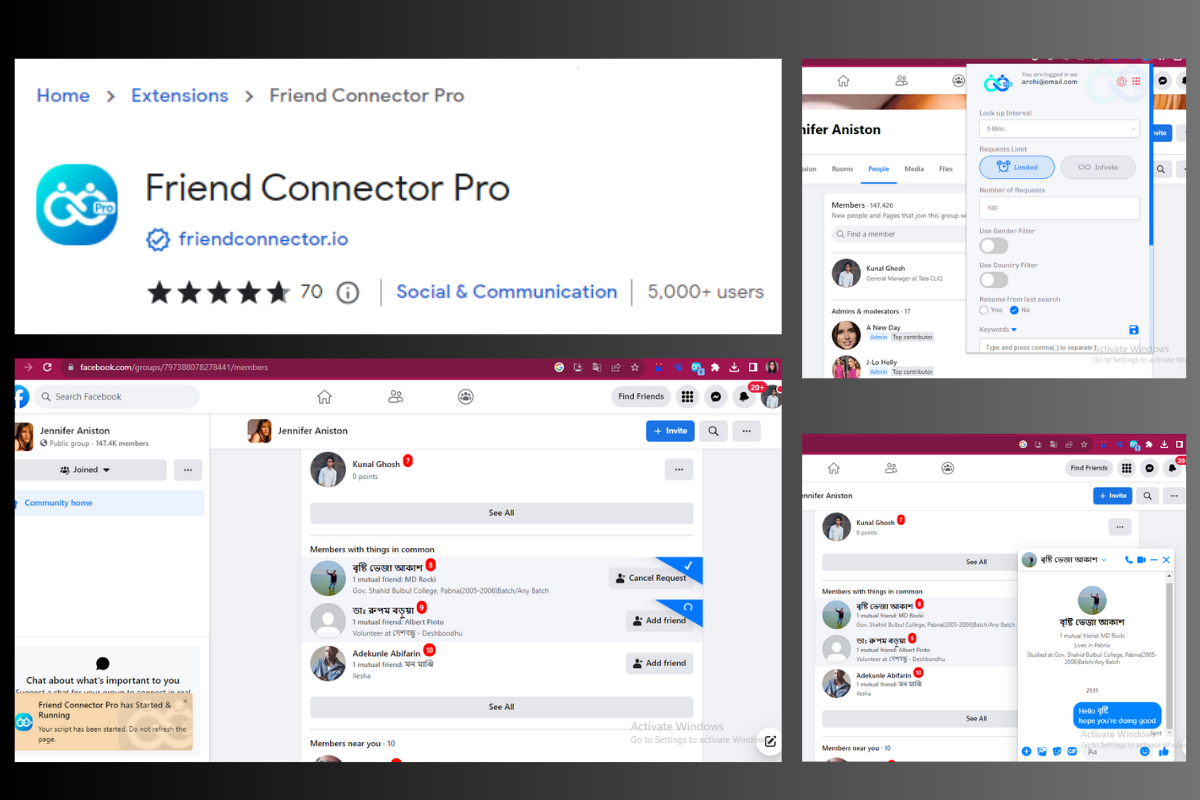 Home > Extensions > Friend Connector Pro
Friend Connector Pro
Pro
friendconnector.io
70
Social & Communication
5,000+ users
facebook.com/groups/797388078278441/members
Search Facebook
Find Friends
20+
Jennifer Aniston
Public group · 147.4K members
Joined
Community home
Jennifer Aniston
+ Invite
Kunal Ghosh 7
0 points
See All
Members with things in common
বৃষ্টি ভেজা আকাশ 8
1 mutual friend: MD Rocki
Gov. Shahid Bulbul College, Pabna(2005-2006)Batch/Any Batch
Cancel Request
ডাঃ রুপম বড়ুয়া 9
1 mutual friend: Albert Pinto
Volunteer at দেশবন্ধু - Deshbondhu
Add friend
Adekunle Abifarin 10
1 mutual friend: মন মাঝি
Ilesha
Add friend
See All
Members near you · 10
Chat about what's important to you
Suggest a chat for your group to connect in real
Friend Connector Pro has Started &
Running
Your script has been started. Do not refresh the
page.
Activate Windows
Go to Settings to activate Window
nifer Aniston
Rooms
People
Media
Files
Members · 147,426
New people and Pages that join this group w
Find a member
Kunal Ghosh
General Manager at Tata CLiQ
Admins & moderators · 17
A New Day
Admin Top contributor
J-Lo Holly
Admin Top contributor
You are logged in as:
archi@email.com
Look up Interval
5 Mins.
Requests Limit
Limited
Infinite
Number of Requests
100
Use Gender Filter
Use Country Filter
Resume from last search
Yes No
Keywords
Type and press comma(,) to separate
Activate Windows
Go to Settings to activate Wi
Find Friends
20
ennifer Aniston
+ Invite
Kunal Ghosh 7
0 points
See All
Members with things in common
বৃষ্টি ভেজা আকাশ 8
1 mutual friend: MD Rocki
Gov. Shahid Bulbul College, Pabna(2005-2006)Batch/Any Batch
ডাঃ রুপম বড়ুয়া 9
1 mutual friend: Albert Pinto
Volunteer at দেশবন্ধু - Deshbondhu
Adekunle Abifarin 10
1 mutual friend: মন মাঝি
Ilesha
See All
Members near you · 10
বৃষ্টি ভেজা আকাশ
বৃষ্টি ভেজা আকাশ
1 mutual friend: MD Rocki
Lives in Pabna
Studied at Gov. Shahid Bulbul College, Pabna(2005-
2006)Batch/Any Batch
21:11
Hello বৃষ্টি
hope you're doing good
Sent
GIF
Aa
Activate Windows
Go to Settings to activate Wi